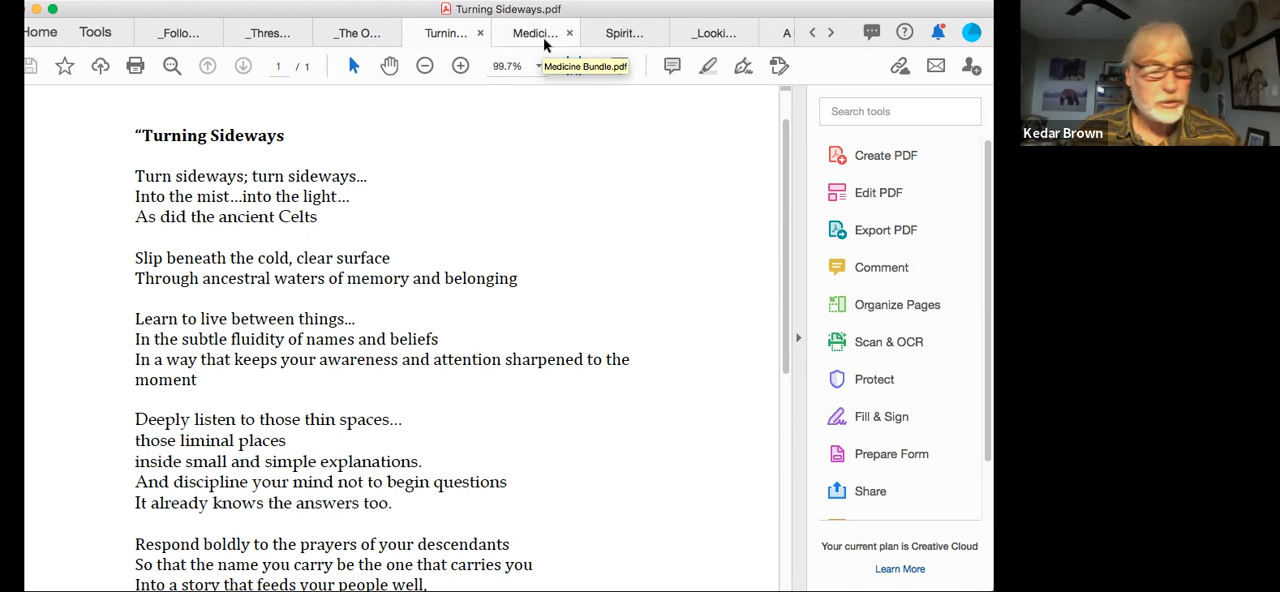 Turning Sideways.pdf
Home Tools _Follo... _Thres... _The O... Turnin... × Medici... × Spirit... _Looki... A
1 / 1 99.7%
Medicine Bundle.pdf
“Turning Sideways
Turn sideways; turn sideways...
Into the mist...into the light...
As did the ancient Celts
Slip beneath the cold, clear surface
Through ancestral waters of memory and belonging
Learn to live between things...
In the subtle fluidity of names and beliefs
In a way that keeps your awareness and attention sharpened to the
moment
Deeply listen to those thin spaces...
those liminal places
inside small and simple explanations.
And discipline your mind not to begin questions
It already knows the answers too.
Respond boldly to the prayers of your descendants
So that the name you carry be the one that carries you
Into a story that feeds your people well,
Search tools
Create PDF
Edit PDF
Export PDF
Comment
Organize Pages
Scan & OCR
Protect
Fill & Sign
Prepare Form
Share
Your current plan is Creative Cloud
Learn More
Kedar Brown